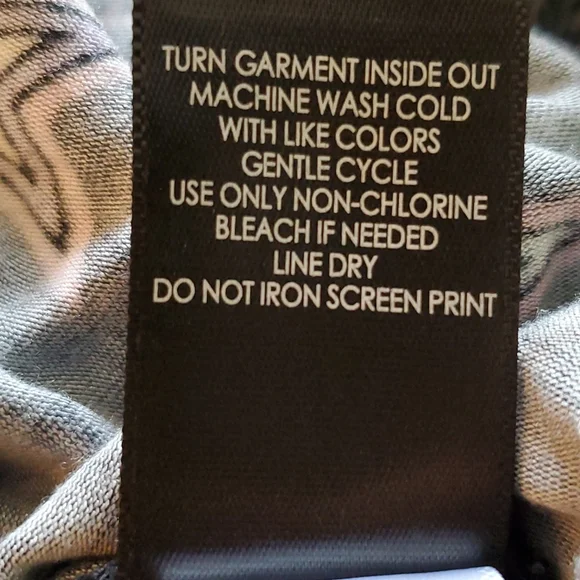 TURN GARMENT INSIDE OUT
MACHINE WASH COLD
WITH LIKE COLORS
GENTLE CYCLE
USE ONLY NON-CHLORINE
BLEACH IF NEEDED
LINE DRY
DO NOT IRON SCREEN PRINT